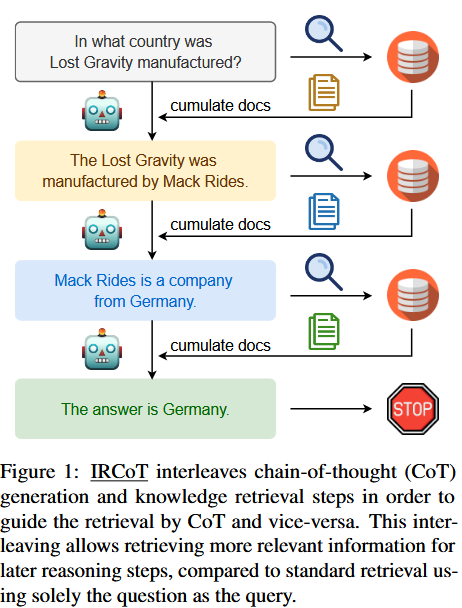 In what country was
Lost Gravity manufactured?
cumulate docs
The Lost Gravity was
manufactured by Mack Rides.
cumulate docs
Mack Rides is a company
from Germany.
cumulate docs
The answer is Germany.
STOP
Figure 1: IRCoT interleaves chain-of-thought (CoT)
generation and knowledge retrieval steps in order to
guide the retrieval by CoT and vice-versa. This inter-
leaving allows retrieving more relevant information for
later reasoning steps, compared to standard retrieval us-
ing solely the question as the query.